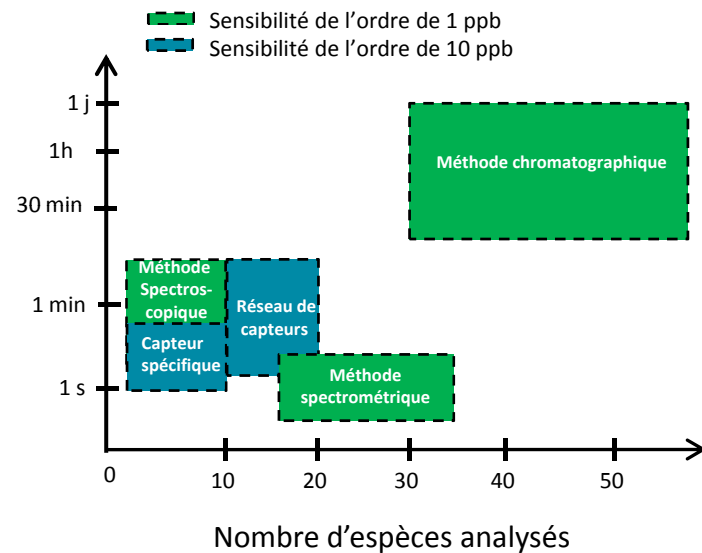 Sensibilité de l'ordre de 1 ppb
Sensibilité de l'ordre de 10 ppb
1 j
1h
30 min
1 min
1 s
Méthode chromatographique
Méthode
Spectros-
copique
Capteur
spécifique
Réseau de
capteurs
Méthode
spectrométrique
0
10
20
30
40
50
Nombre d'espèces analysés